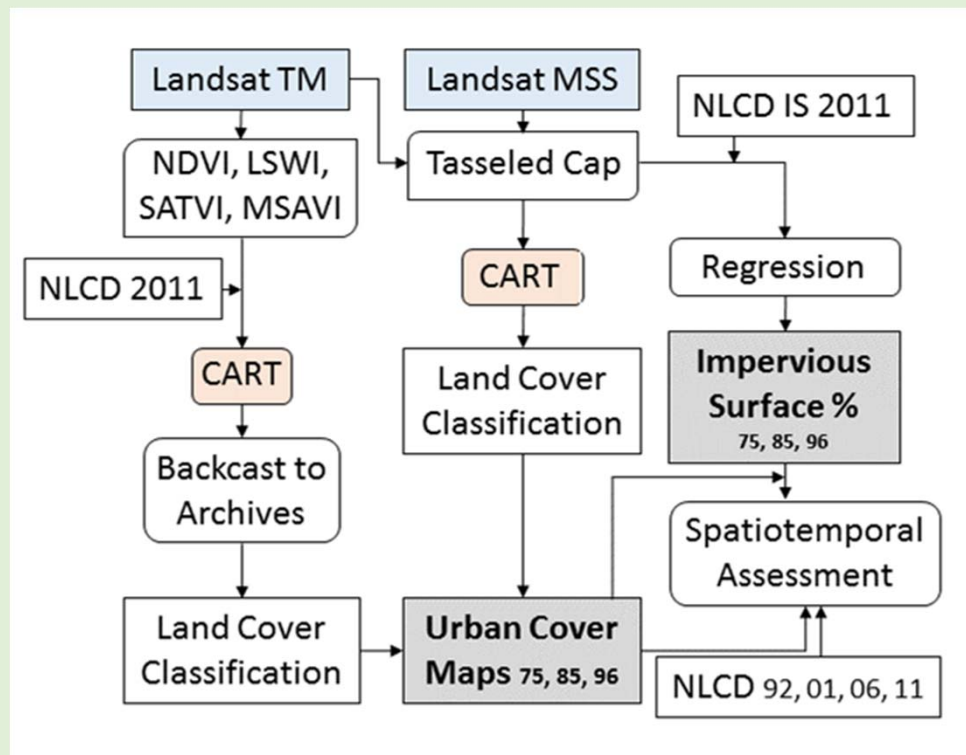 Landsat TM
Landsat MSS
NLCD IS 2011
NDVI, LSWI,
SATVI, MSAVI
Tasseled Cap
NLCD 2011
CART
Regression
CART
Land Cover
Classification
Impervious
Surface %
75, 85, 96
Backcast to
Archives
Spatiotemporal
Assessment
Land Cover
Classification
Urban Cover
Maps 75, 85, 96
NLCD 92, 01, 06, 11